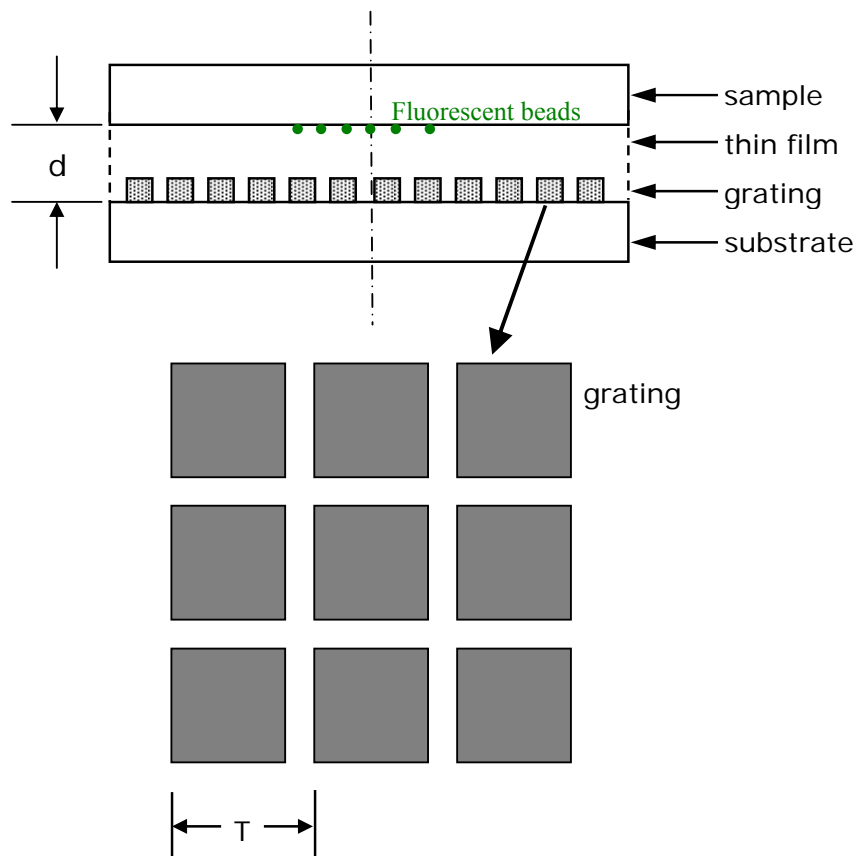 sample
Fluorescent beads
thin film
d
grating
substrate
grating
T